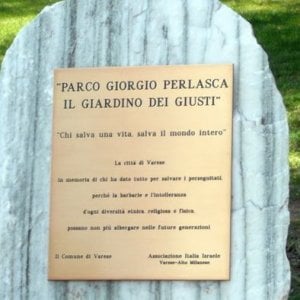 "PARCO GIORGIO PERLASCA
IL GIARDINO DEI GIUSTI"
"Chi salva una vita, salva il mondo intero"
La città di Varese
in memoria di chi ha dato tutto per salvare i perseguitati
perché la barbarie e l'intolleranza
d'ogni diversità etnica, religiosa e fisica,
possano non più albergare nelle future generazioni
Il Comune di Varese
Associazione Italia Israele
Varese-Alto Milanese